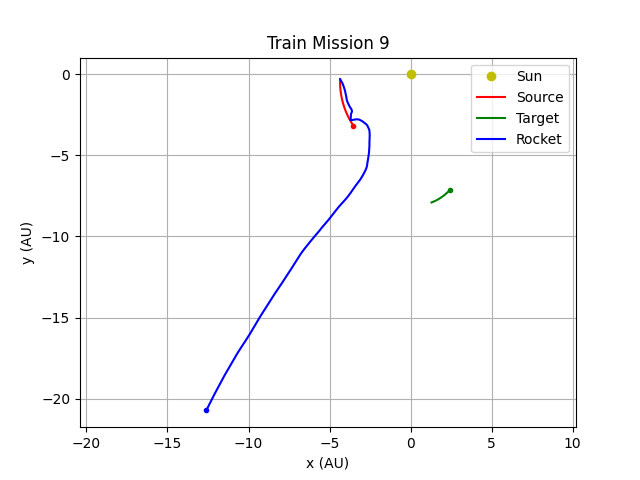 Train Mission 9
Sun
Source
Target
Rocket
0
−5
−10
−15
−20
y (AU)
−20
−15
−10
−5
0
5
10
x (AU)